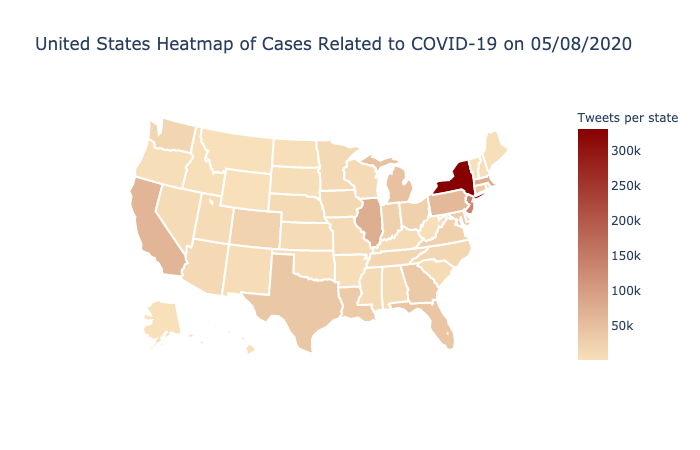 United States Heatmap of Cases Related to COVID-19 on 05/08/2020
Tweets per state
300k
250k
200k
150k
100k
50k